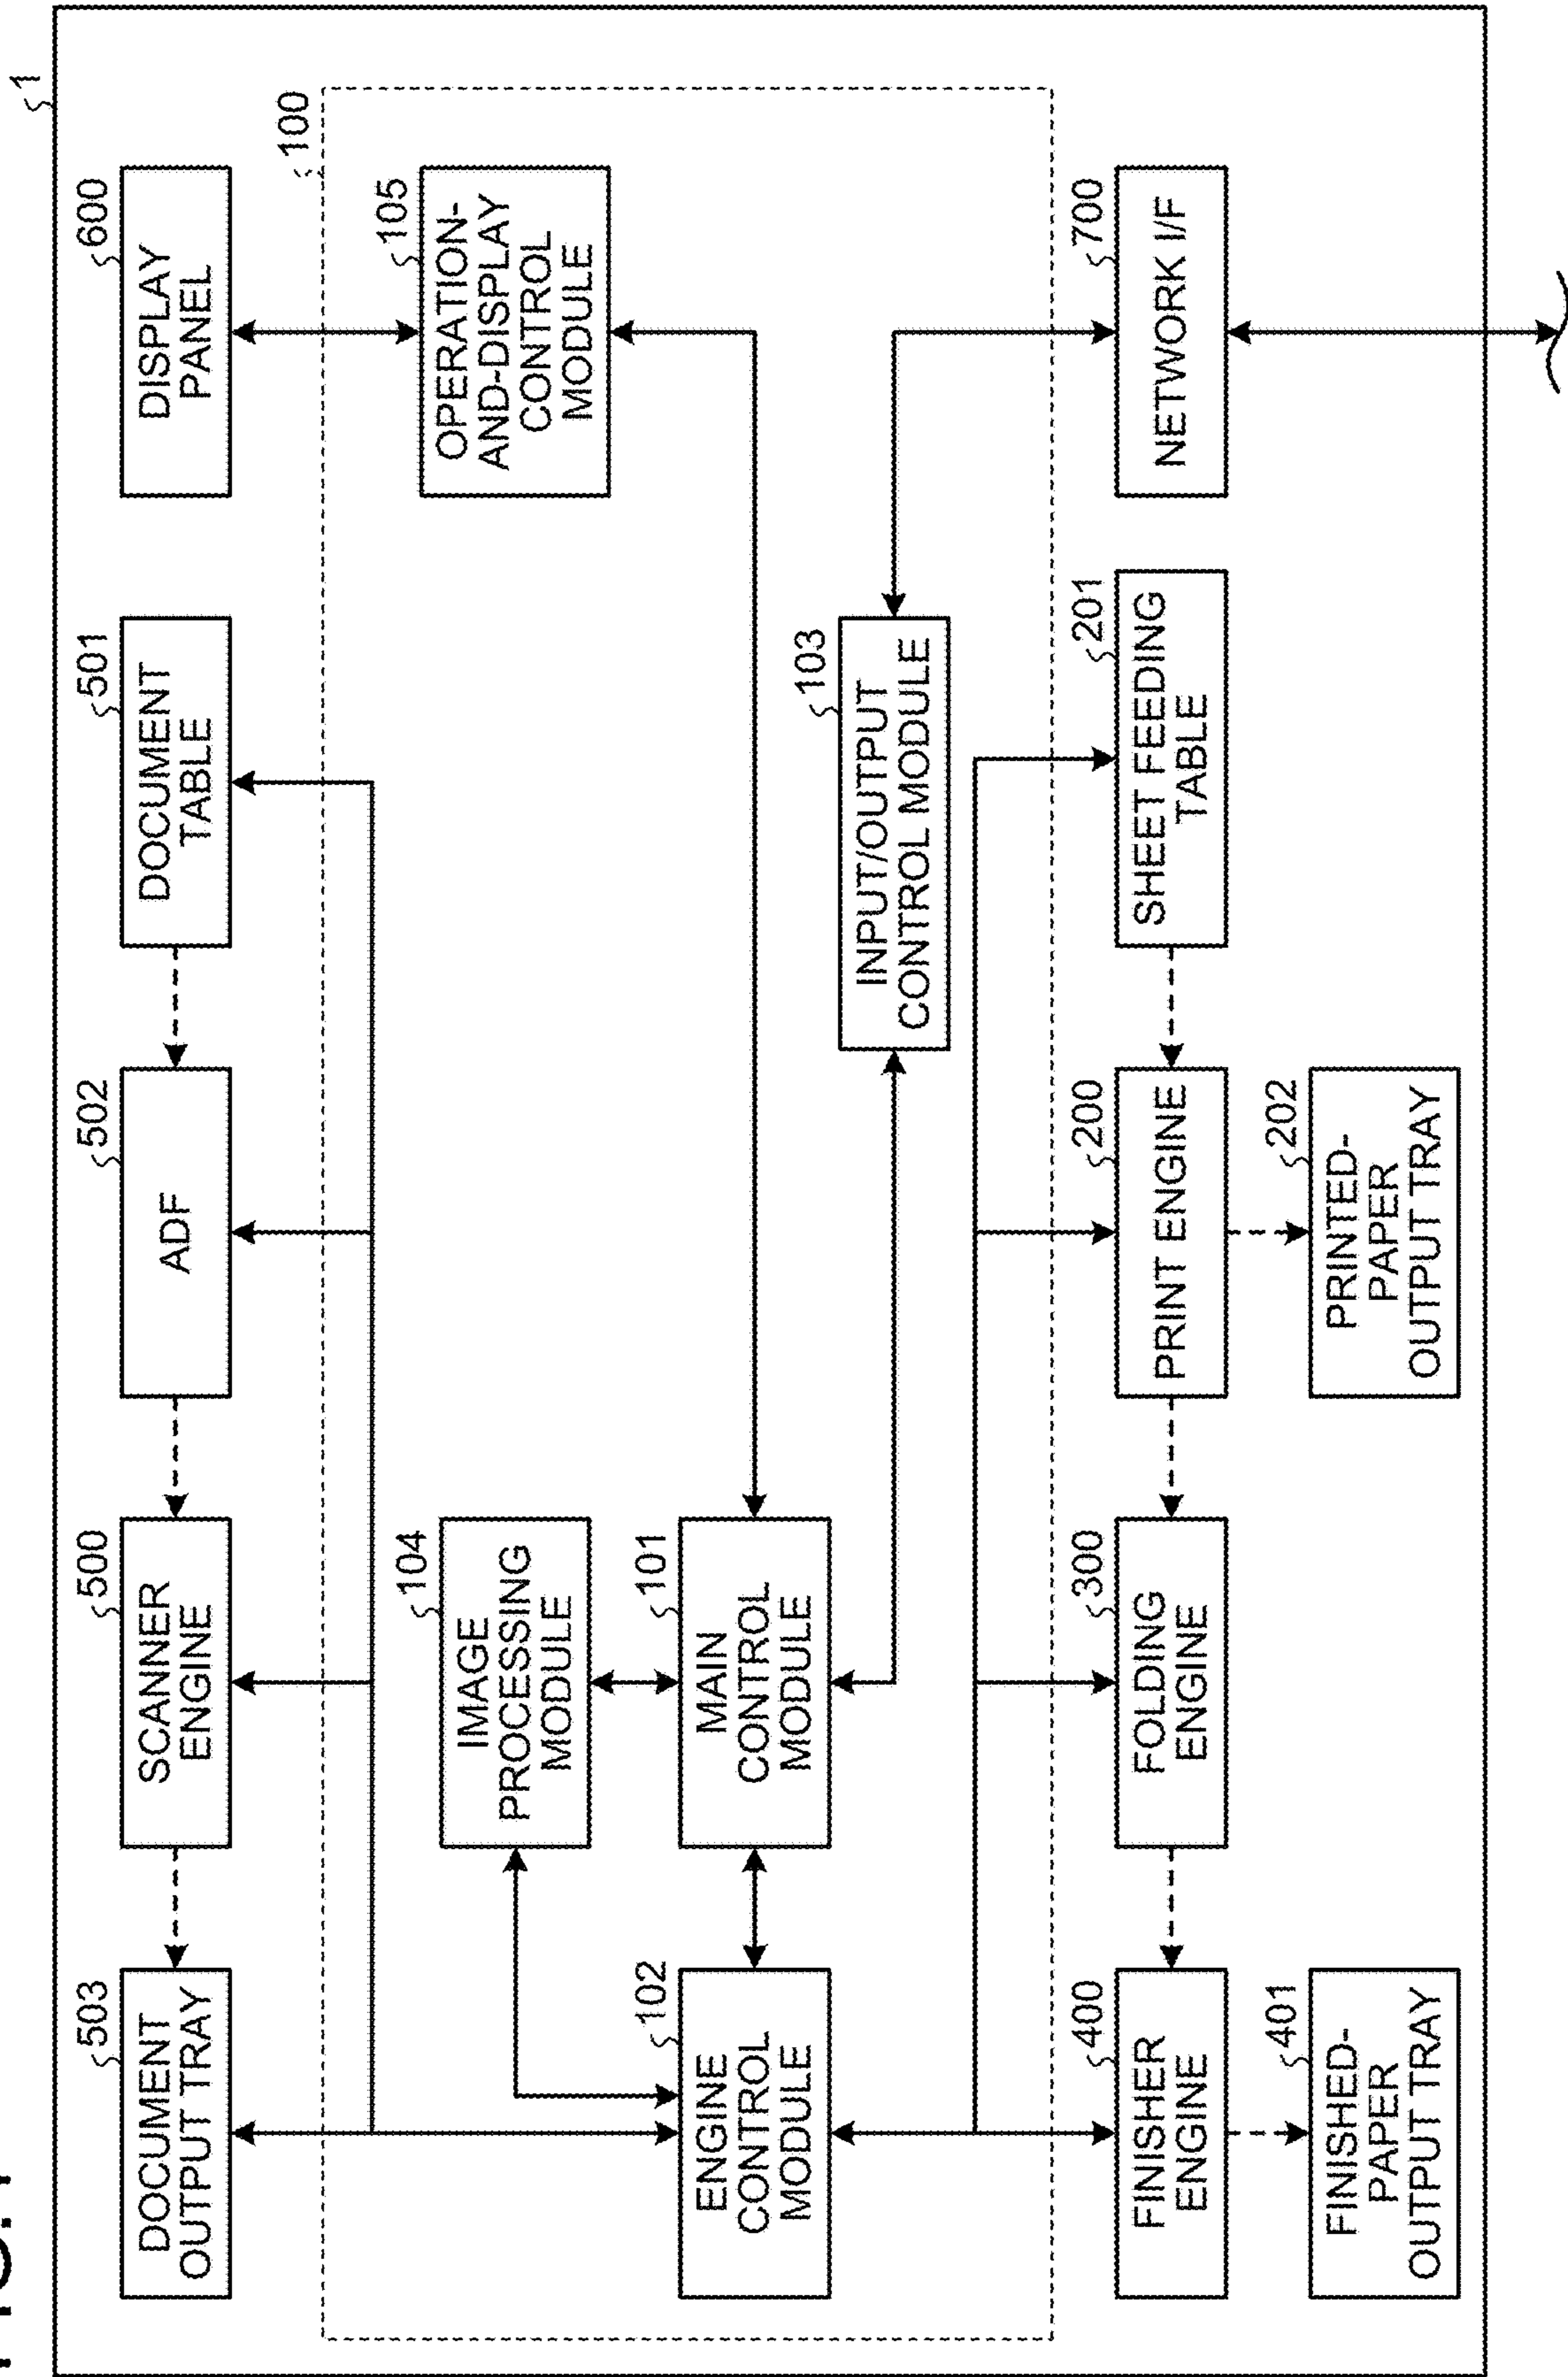 1
503
500
502
501
600
DOCUMENT
OUTPUT TRAY
SCANNER
ENGINE
ADF
DOCUMENT
TABLE
DISPLAY
PANEL
100
104
IMAGE
PROCESSING
MODULE
105
OPERATION-
AND-DISPLAY
CONTROL
MODULE
102
ENGINE
CONTROL
MODULE
101
MAIN
CONTROL
MODULE
103
INPUT/OUTPUT
CONTROL MODULE
400
FINISHER
ENGINE
300
FOLDING
ENGINE
200
PRINT ENGINE
201
SHEET FEEDING
TABLE
700
NETWORK I/F
401
FINISHED-
PAPER
OUTPUT TRAY
202
PRINTED-
PAPER
OUTPUT TRAY